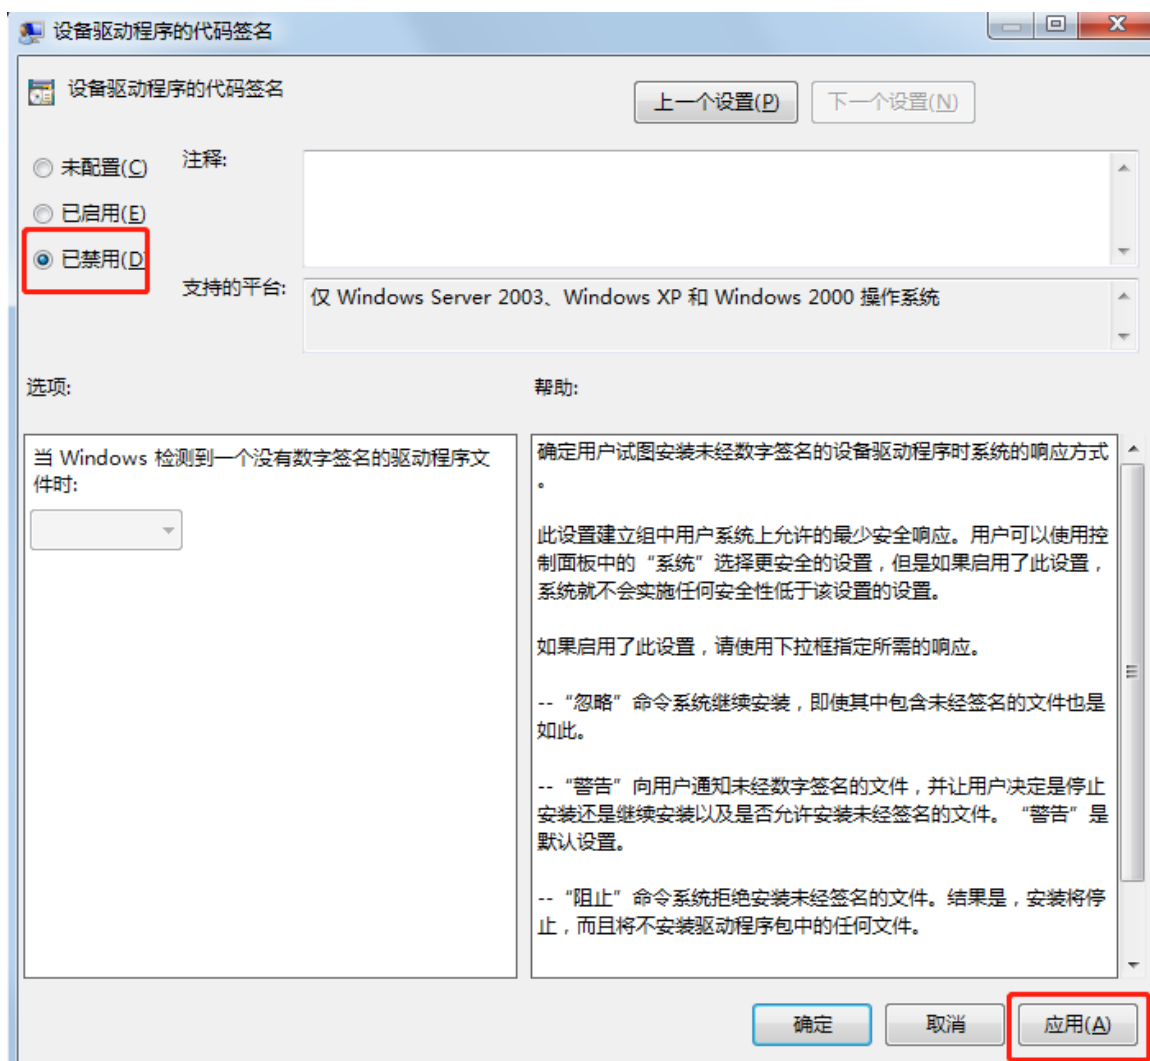 设备驱动程序的代码签名
设备驱动程序的代码签名
上一个设置(P)
下一个设置(N)
未配置(C)
注释:
已启用(E)
已禁用(D
支持的平台:
仅 Windows Server 2003、Windows XP 和 Windows 2000 操作系统
选项:
帮助:
当 Windows 检测到一个没有数字签名的驱动程序文
件时:
确定用户试图安装未经数字签名的设备驱动程序时系统的响应方式
。
此设置建立组中用户系统上允许的最少安全响应。用户可以使用控
制面板中的“系统”选择更安全的设置，但是如果启用了此设置，
系统就不会实施任何安全性低于该设置的设置。
如果启用了此设置，请使用下拉框指定所需的响应。
--“忽略”命令系统继续安装，即使其中包含未经签名的文件也是
如此。
--“警告”向用户通知未经数字签名的文件，并让用户决定是停止
安装还是继续安装以及是否允许安装未经签名的文件。“警告”是
默认设置。
--“阻止”命令系统拒绝安装未经签名的文件。结果是，安装将停
止，而且将不安装驱动程序包中的任何文件。
确定
取消
应用(A)